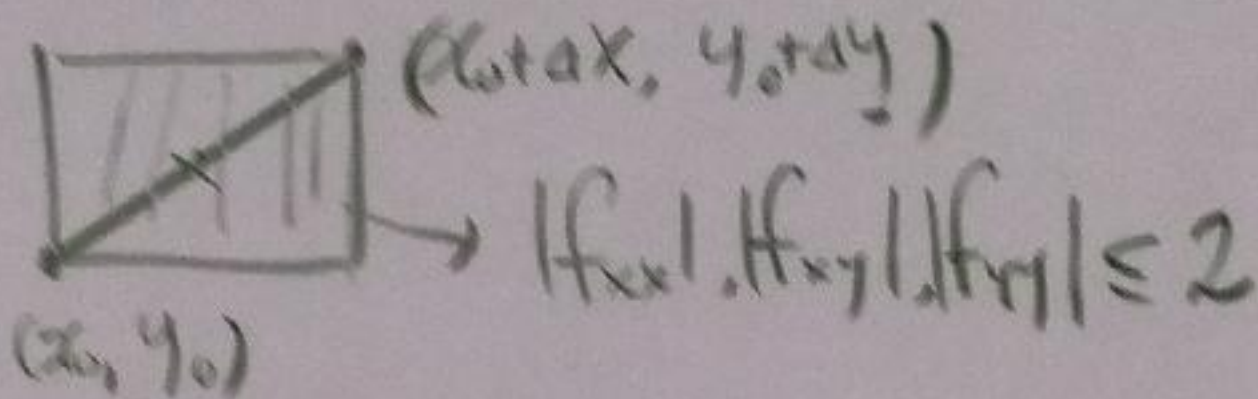 (x₀+Δx, y₀+Δy)
|fxx|, |fxy|, |fyy| ≤ 2
(x₀, y₀)